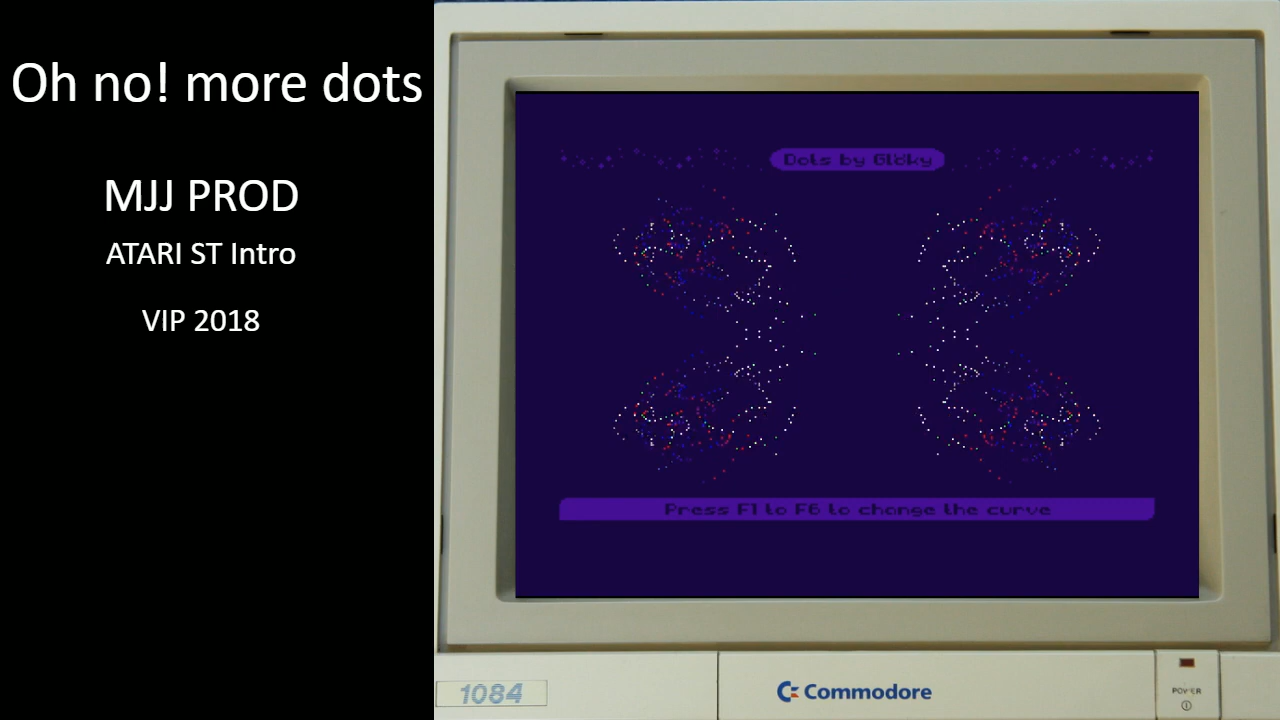 Oh no! more dots
MJJ PROD
ATARI ST Intro
VIP 2018
Dots by Glöky
Press F1 to F6 to change the curve
1084
Commodore
POWER